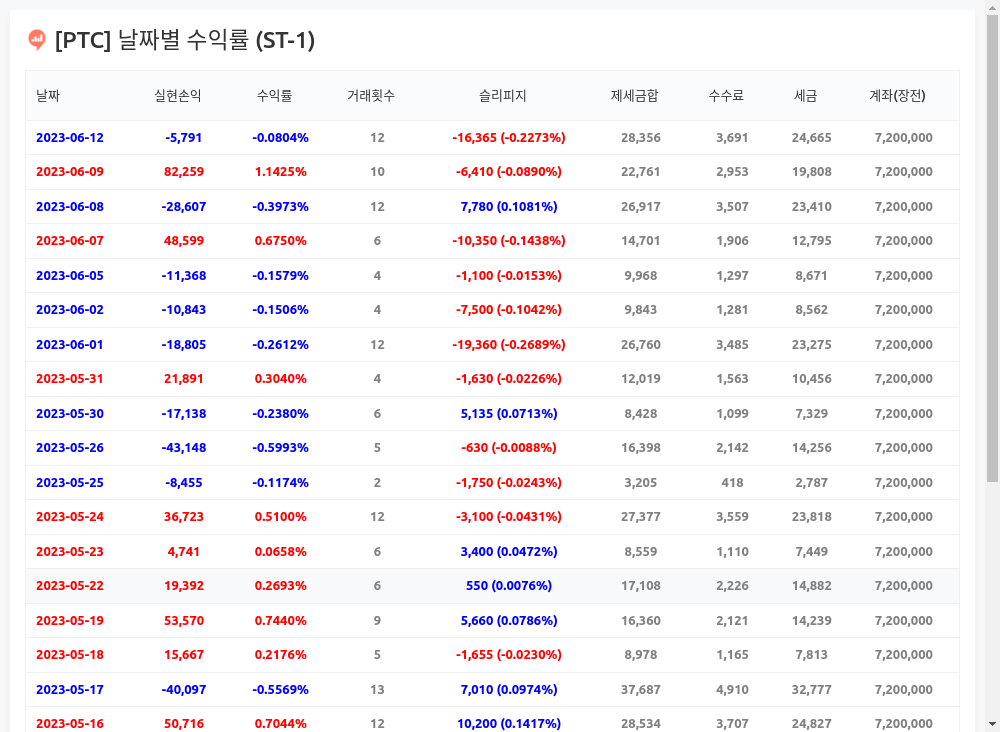 [PTC] 날짜별 수익률 (ST-1)
날짜 실현손익 수익률 거래횟수 슬리피지 제세금합 수수료 세금 계좌(장전)
2023-06-12 -5,791 -0.0804% 12 -16,365 (-0.2273%) 28,356 3,691 24,665 7,200,000
2023-06-09 82,259 1.1425% 10 -6,410 (-0.0890%) 22,761 2,953 19,808 7,200,000
2023-06-08 -28,607 -0.3973% 12 7,780 (0.1081%) 26,917 3,507 23,410 7,200,000
2023-06-07 48,599 0.6750% 6 -10,350 (-0.1438%) 14,701 1,906 12,795 7,200,000
2023-06-05 -11,368 -0.1579% 4 -1,100 (-0.0153%) 9,968 1,297 8,671 7,200,000
2023-06-02 -10,843 -0.1506% 4 -7,500 (-0.1042%) 9,843 1,281 8,562 7,200,000
2023-06-01 -18,805 -0.2612% 12 -19,360 (-0.2689%) 26,760 3,485 23,275 7,200,000
2023-05-31 21,891 0.3040% 4 -1,630 (-0.0226%) 12,019 1,563 10,456 7,200,000
2023-05-30 -17,138 -0.2380% 6 5,135 (0.0713%) 8,428 1,099 7,329 7,200,000
2023-05-26 -43,148 -0.5993% 5 -630 (-0.0088%) 16,398 2,142 14,256 7,200,000
2023-05-25 -8,455 -0.1174% 2 -1,750 (-0.0243%) 3,205 418 2,787 7,200,000
2023-05-24 36,723 0.5100% 12 -3,100 (-0.0431%) 27,377 3,559 23,818 7,200,000
2023-05-23 4,741 0.0658% 6 3,400 (0.0472%) 8,559 1,110 7,449 7,200,000
2023-05-22 19,392 0.2693% 6 550 (0.0076%) 17,108 2,226 14,882 7,200,000
2023-05-19 53,570 0.7440% 9 5,660 (0.0786%) 16,360 2,121 14,239 7,200,000
2023-05-18 15,667 0.2176% 5 -1,655 (-0.0230%) 8,978 1,165 7,813 7,200,000
2023-05-17 -40,097 -0.5569% 13 7,010 (0.0974%) 37,687 4,910 32,777 7,200,000
2023-05-16 50,716 0.7044% 12 10,200 (0.1417%) 28,534 3,707 24,827 7,200,000